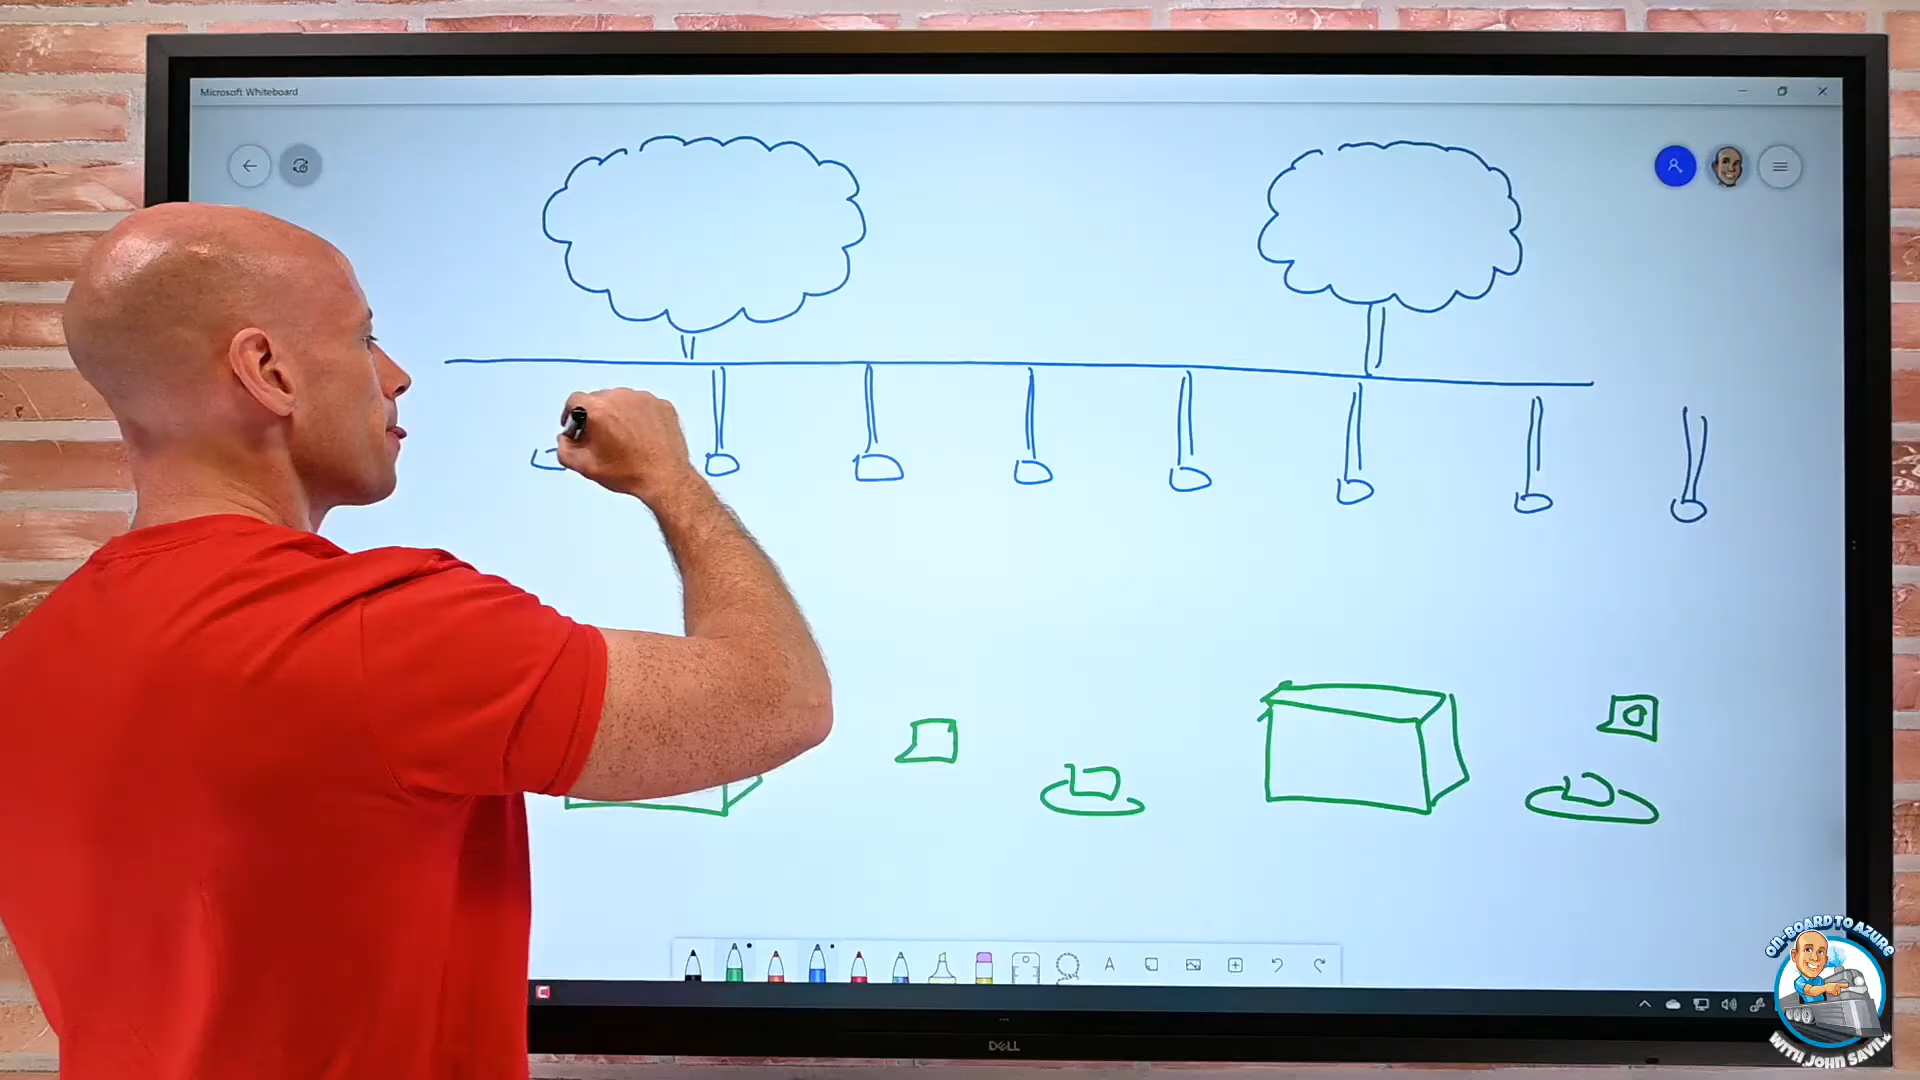 Microsoft Whiteboard
A
DELL
ON-BOARD TO AZURE
WITH JOHN SAVILL